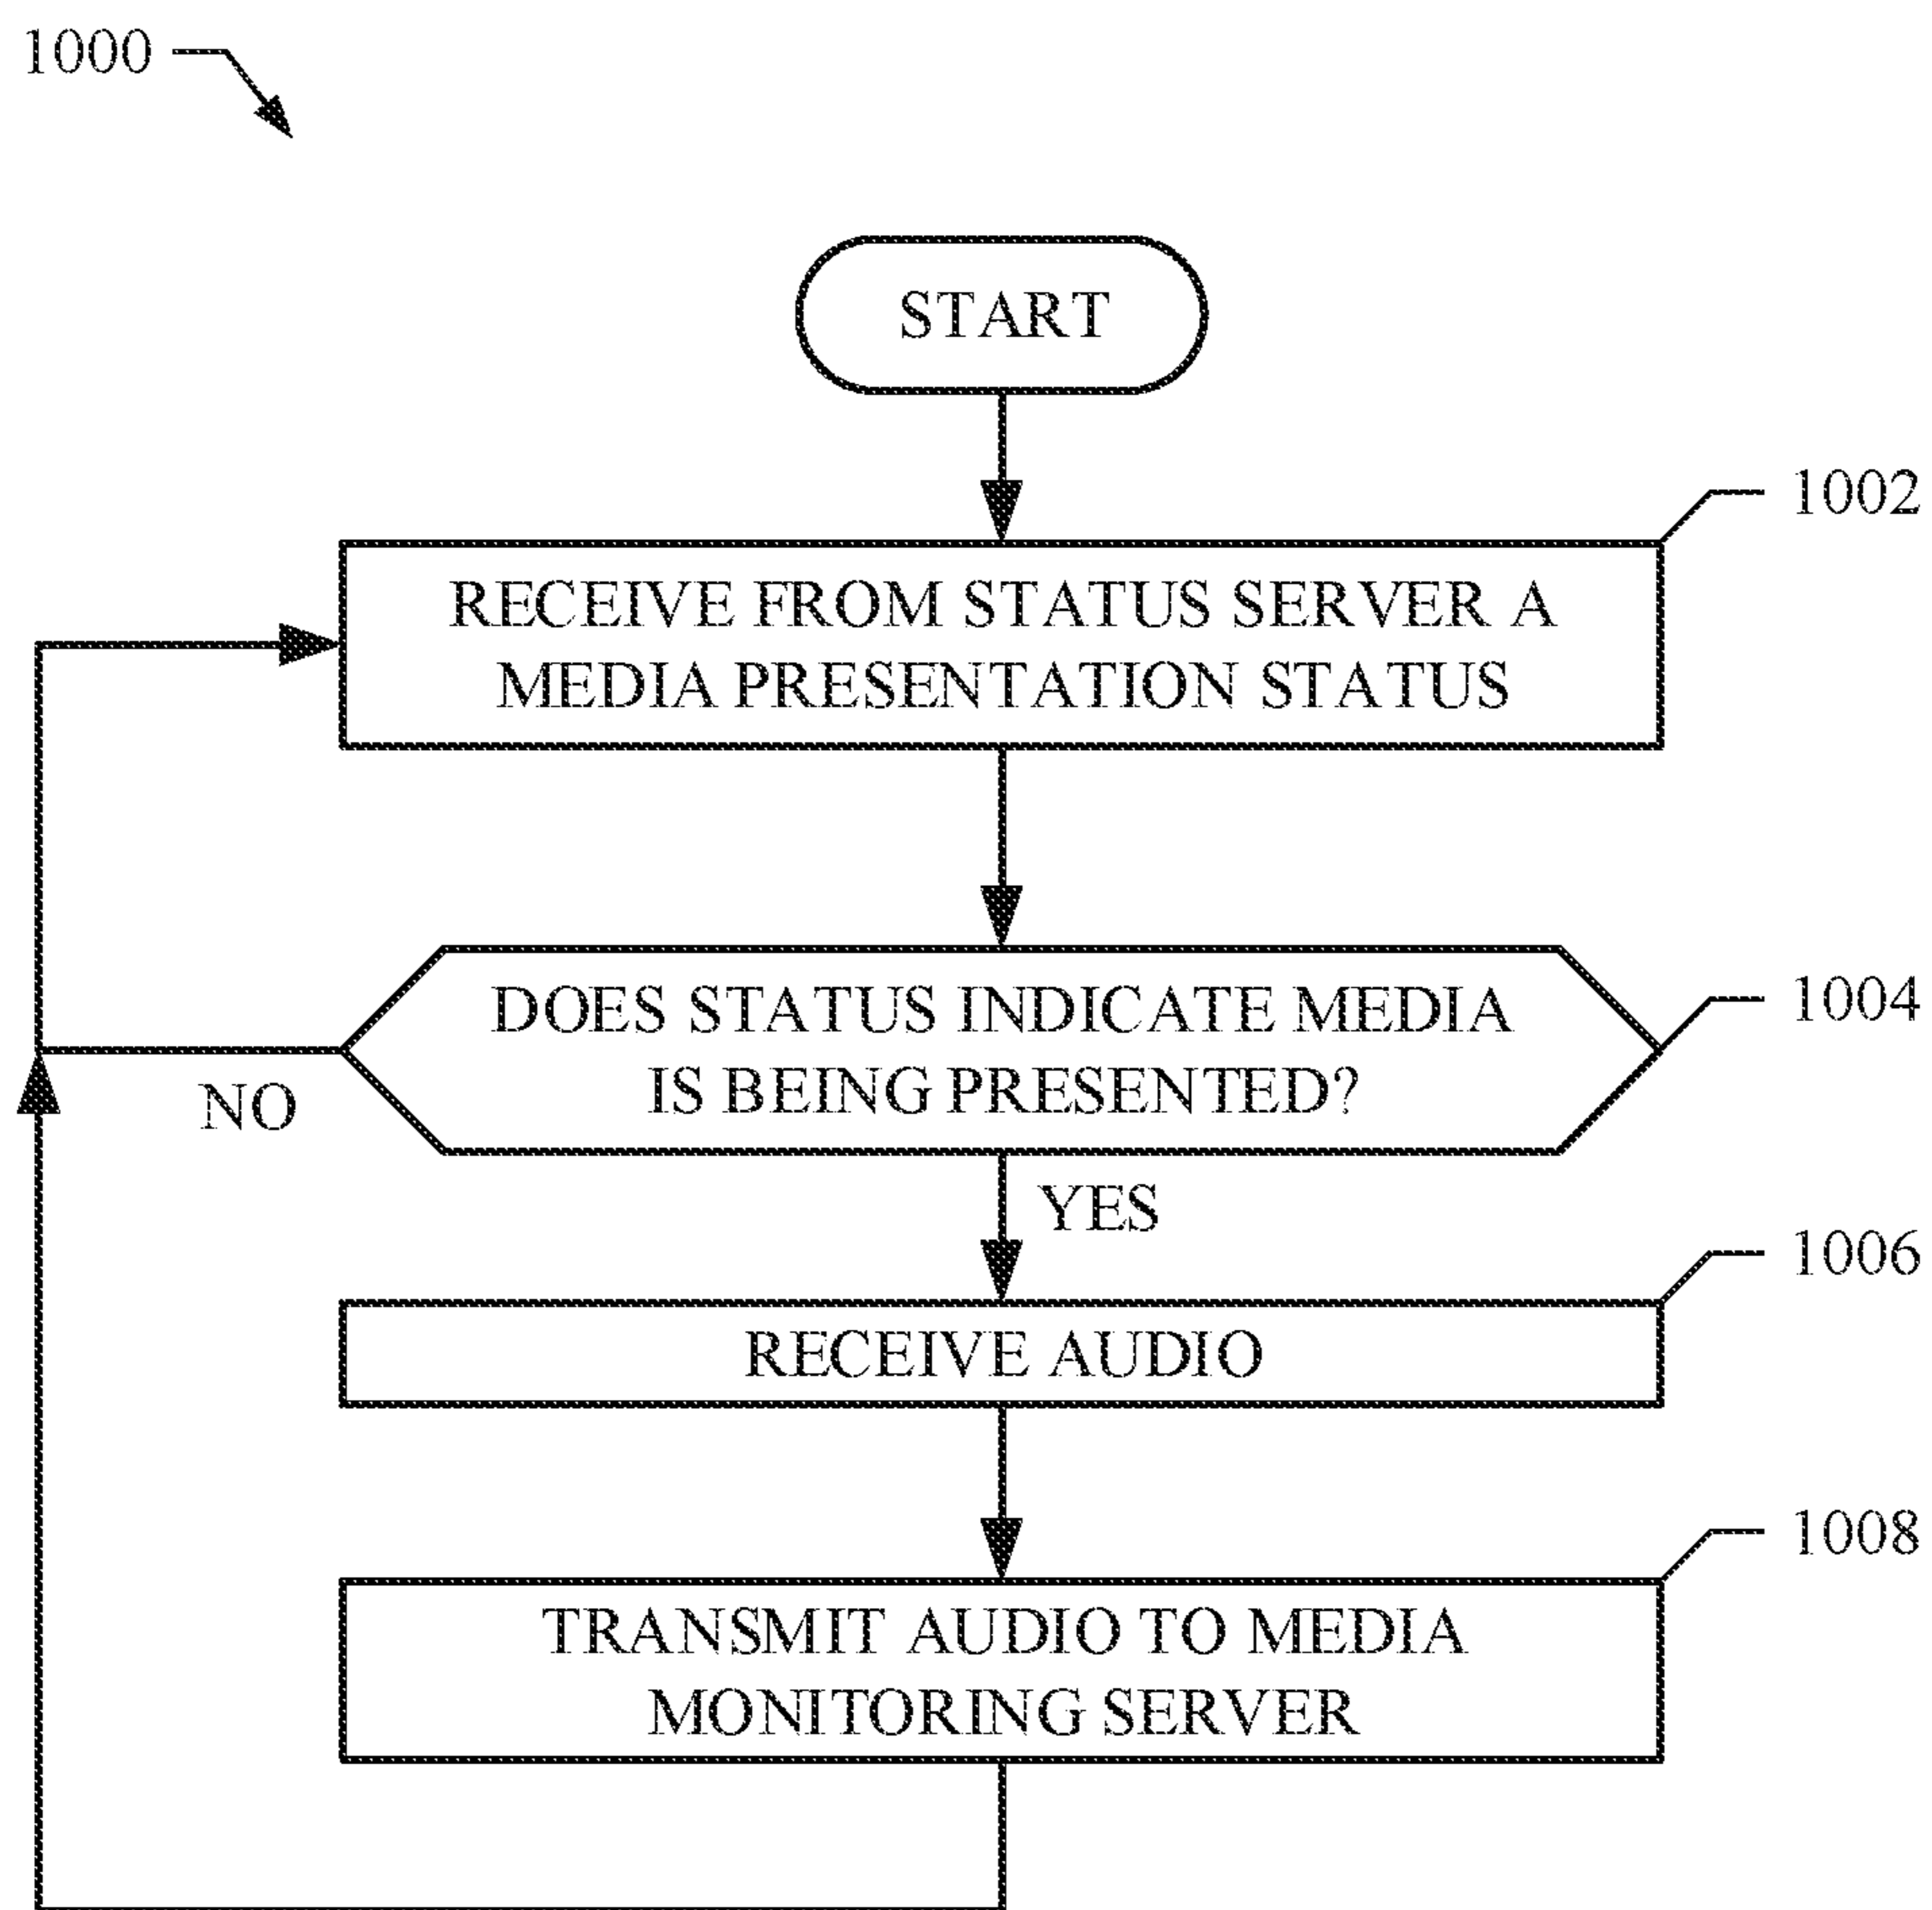 1000
START
1002
RECEIVE FROM STATUS SERVER A
MEDIA PRESENTATION STATUS
1004
DOES STATUS INDICATE MEDIA
IS BEING PRESENTED?
NO
YES
1006
RECEIVE AUDIO
1008
TRANSMIT AUDIO TO MEDIA
MONITORING SERVER